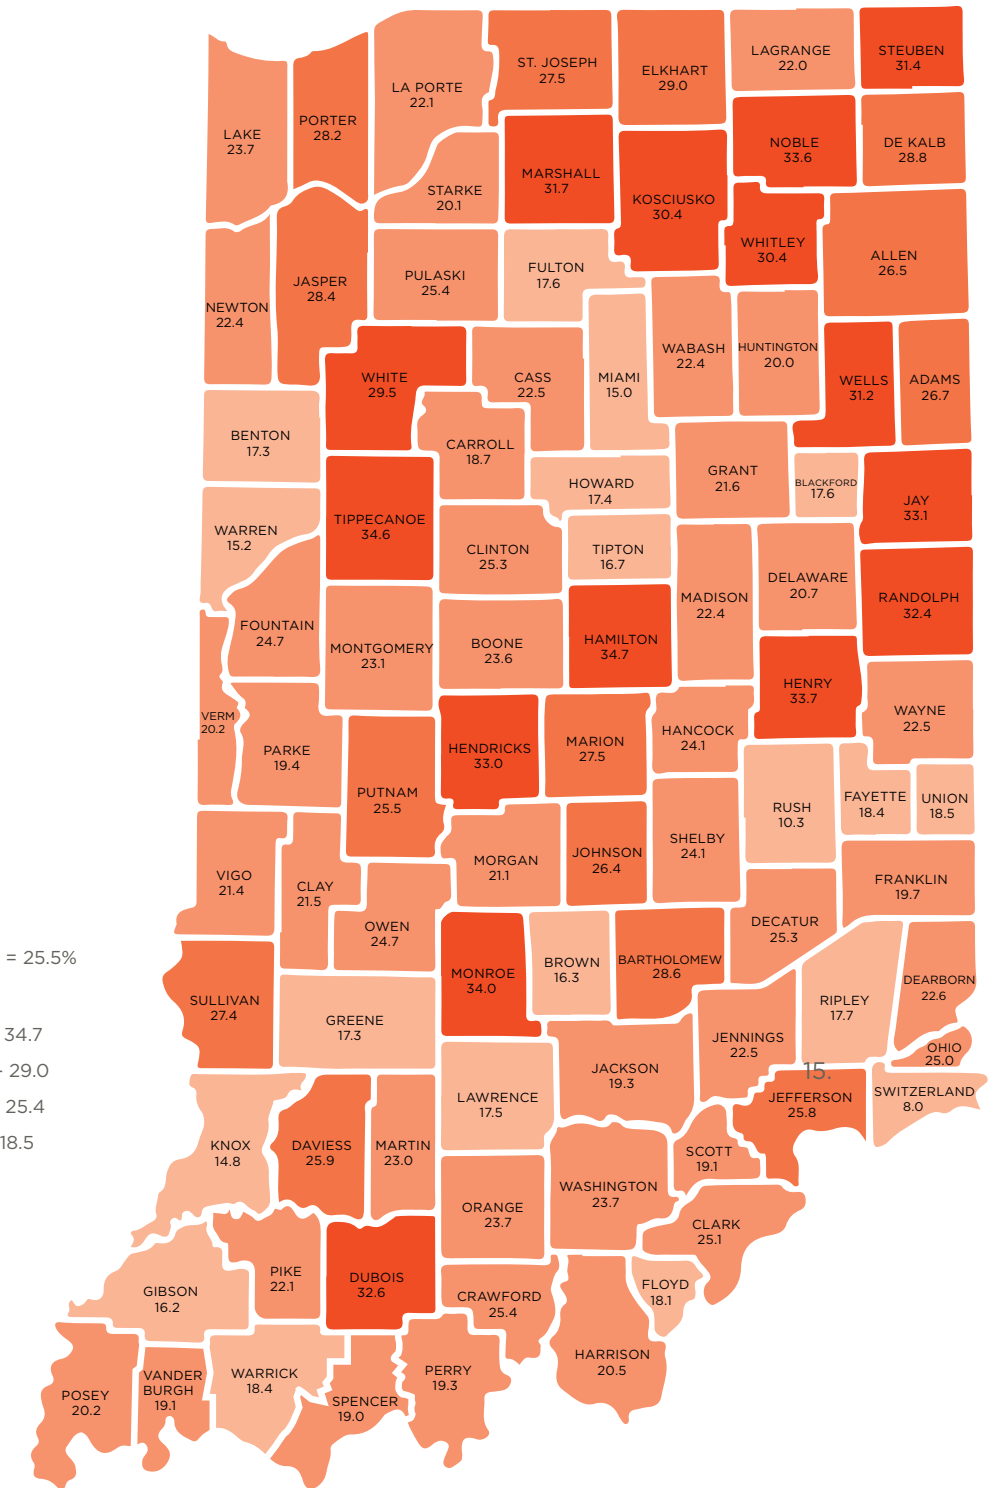 ST. JOSEPH
27.5
ELKHART
29.0
LAGRANGE
22.0
STEUBEN
31.4
LA PORTE
22.1
PORTER
28.2
LAKE
23.7
NOBLE
33.6
DE KALB
28.8
MARSHALL
31.7
STARKE
20.1
KOSCIUSKO
30.4
WHITLEY
30.4
ALLEN
26.5
FULTON
17.6
PULASKI
25.4
JASPER
28.4
NEWTON
22.4
WABASH
22.4
HUNTINGTON
20.0
WHITE
29.5
CASS
22.5
MIAMI
15.0
WELLS
31.2
ADAMS
26.7
BENTON
17.3
CARROLL
18.7
GRANT
21.6
HOWARD
17.4
BLACKFORD
17.6
JAY
33.1
TIPPECANOE
34.6
WARREN
15.2
CLINTON
25.3
TIPTON
16.7
DELAWARE
20.7
MADISON
22.4
RANDOLPH
32.4
FOUNTAIN
24.7
MONTGOMERY
23.1
BOONE
23.6
HAMILTON
34.7
HENRY
33.7
VERM
20.2
WAYNE
22.5
HANCOCK
24.1
PARKE
19.4
HENDRICKS
33.0
MARION
27.5
PUTNAM
25.5
RUSH
10.3
FAYETTE
18.4
UNION
18.5
SHELBY
24.1
JOHNSON
26.4
MORGAN
21.1
VIGO
21.4
CLAY
21.5
FRANKLIN
19.7
OWEN
24.7
DECATUR
25.3
= 25.5%
MONROE
34.0
BROWN
16.3
BARTHOLOMEW
28.6
DEARBORN
22.6
SULLIVAN
27.4
RIPLEY
17.7
GREENE
17.3
34.7
JENNINGS
22.5
OHIO
25.0
- 29.0
JACKSON
19.3
15.
SWITZERLAND
8.0
LAWRENCE
17.5
JEFFERSON
25.8
25.4
18.5
KNOX
14.8
DAVIESS
25.9
MARTIN
23.0
SCOTT
19.1
WASHINGTON
23.7
ORANGE
23.7
CLARK
25.1
PIKE
22.1
DUBOIS
32.6
FLOYD
18.1
GIBSON
16.2
CRAWFORD
25.4
HARRISON
20.5
PERRY
19.3
VANDER
BURGH
19.1
WARRICK
18.4
POSEY
20.2
SPENCER
19.0